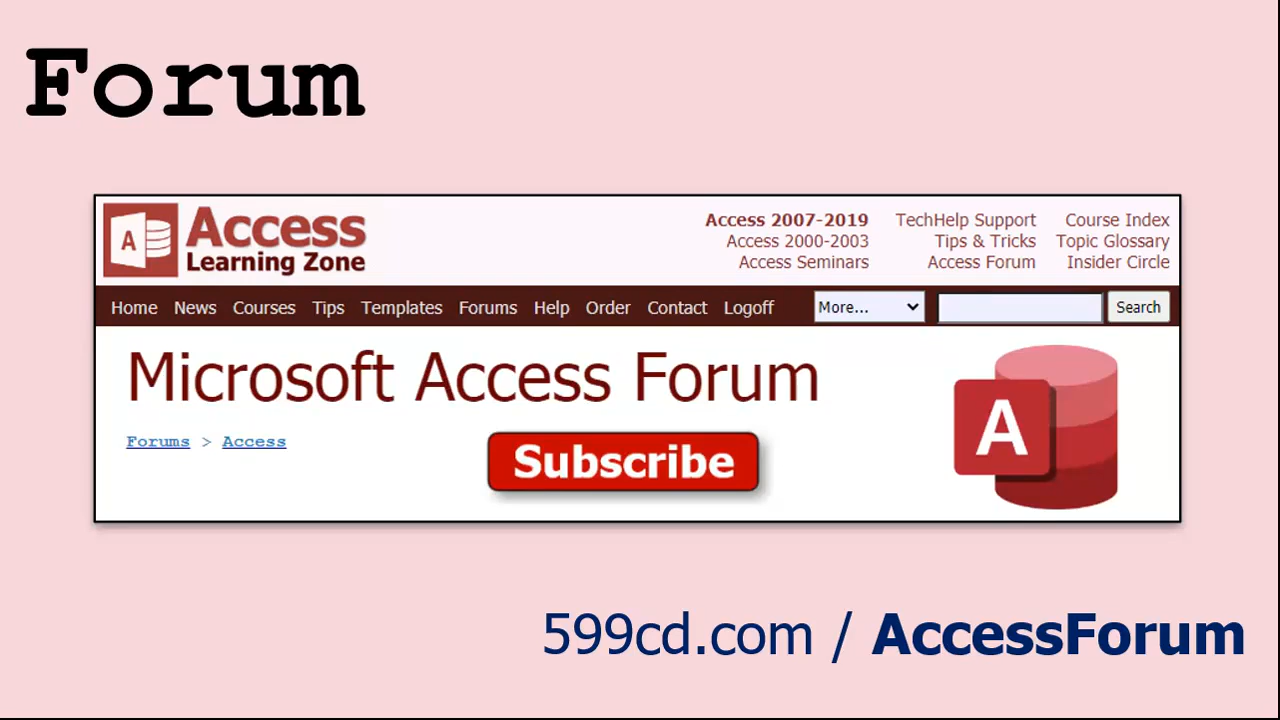 Forum
A
Access
Learning Zone
Access 2007-2019 TechHelp Support Course Index
Access 2000-2003 Tips & Tricks Topic Glossary
Access Seminars Access Forum Insider Circle
Home News Courses Tips Templates Forums Help Order Contact Logoff More... Search
Microsoft Access Forum
Forums > Access
Subscribe
A
599cd.com / AccessForum